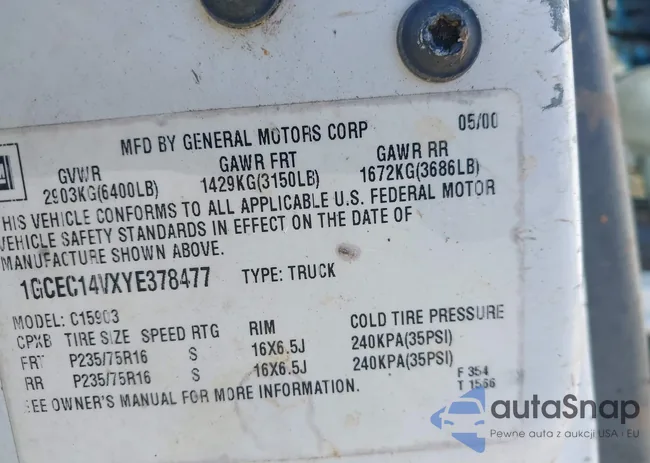 MFD BY GENERAL MOTORS CORP 05/00
GVWR GAWR FRT GAWR RR
2903KG(6400LB) 1429KG(3150LB) 1672KG(3686LB)
THIS VEHICLE CONFORMS TO ALL APPLICABLE U.S. FEDERAL MOTOR
VEHICLE SAFETY STANDARDS IN EFFECT ON THE DATE OF
MANUFACTURE SHOWN ABOVE.
1GCEC14VXYE378477 TYPE: TRUCK
MODEL: C15903
CPXB TIRE SIZE SPEED RTG RIM COLD TIRE PRESSURE
FRT P235/75R16 S 16X6.5J 240KPA(35PSI)
RR P235/75R16 S 16X6.5J 240KPA(35PSI)
SEE OWNER'S MANUAL FOR MORE INFORMATION.
F 354
T 1566
autaSnap
Pewne auta z aukcji USA i EU